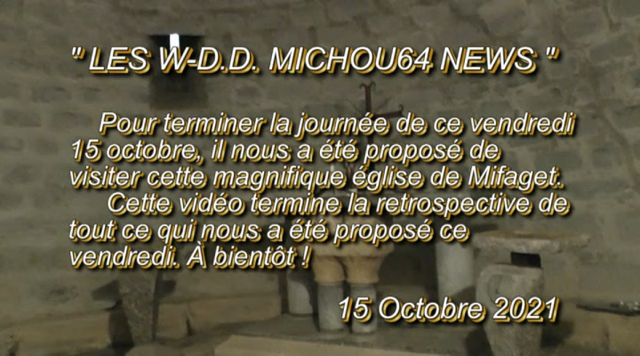 " LES W-D.D. MICHOU64 NEWS "
Pour terminer la journée de ce vendredi
15 octobre, il nous a été proposé de
visiter cette magnifique église de Mifaget.
Cette vidéo termine la retrospective de
tout ce qui nous a été proposé ce
vendredi. À bientôt !
15 Octobre 2021